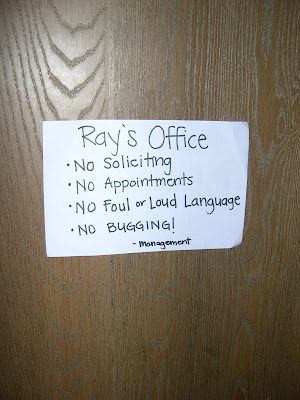 Ray's Office
• No Soliciting
• No Appointments
• No Foul or Loud Language
• NO BUGGING!
- Management